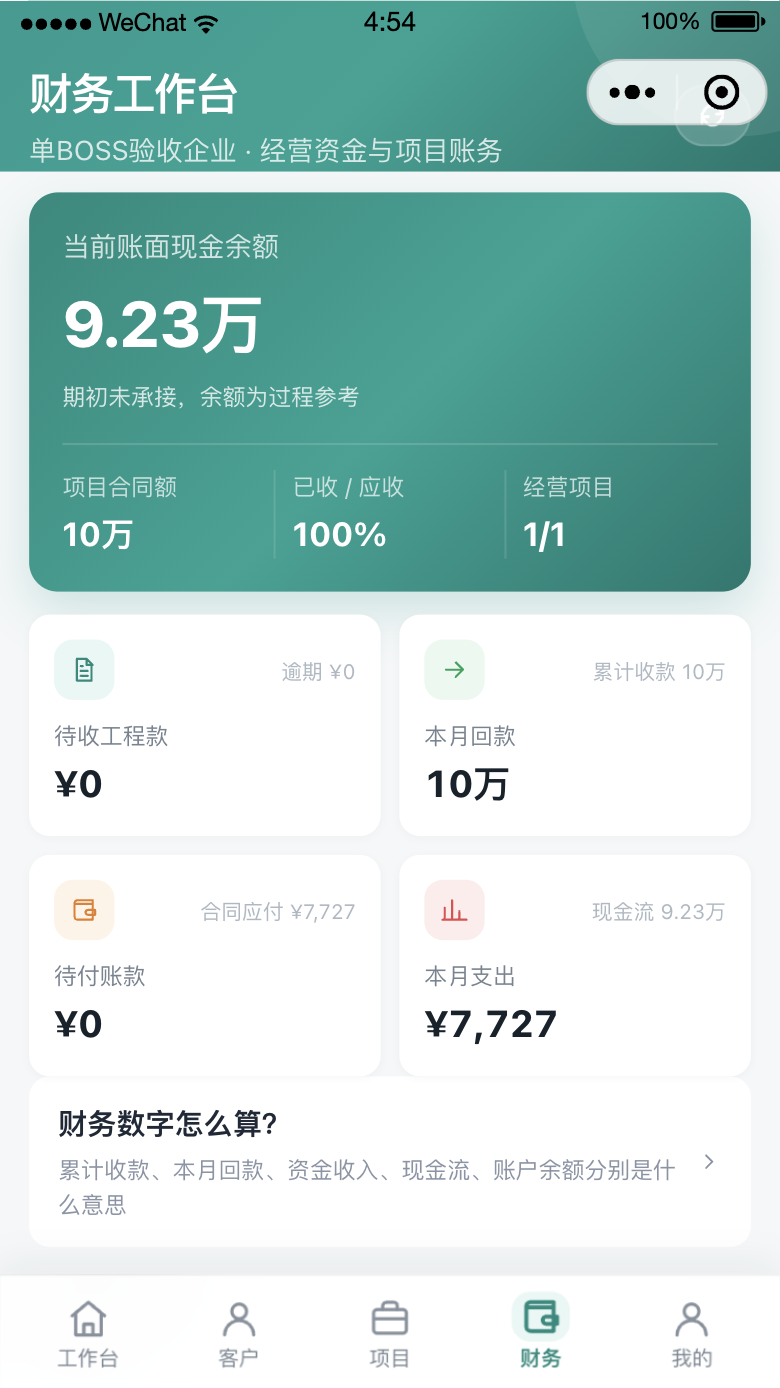 WeChat 4:54 100%
财务工作台
单BOSS验收企业 · 经营资金与项目账务
当前账面现金余额
9.23万
期初未承接，余额为过程参考
项目合同额 已收 / 应收 经营项目
10万 100% 1/1
逾期 ¥0
待收工程款
¥0
累计收款 10万
本月回款
10万
合同应付 ¥7,727
待付账款
¥0
现金流 9.23万
本月支出
¥7,727
财务数字怎么算?
累计收款、本月回款、资金收入、现金流、账户余额分别是什
么意思
工作台 客户 项目 财务 我的